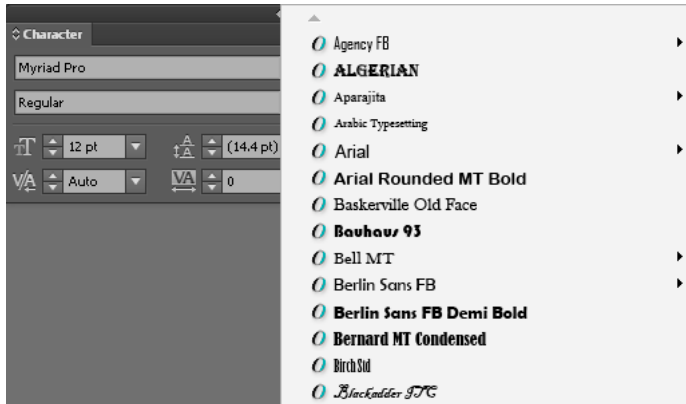 Character
Myriad Pro
Regular
12 pt
(14.4 pt)
Auto
0
Agency FB
ALGERIAN
Aparajita
Arabic Typesetting
Arial
Arial Rounded MT Bold
Baskerville Old Face
Bauhaus 93
Bell MT
Berlin Sans FB
Berlin Sans FB Demi Bold
Bernard MT Condensed
Birch Std
Blackadder ITC